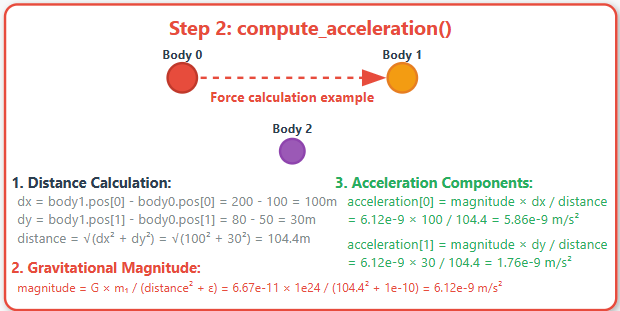 Step 2: compute_acceleration()
Body 0
Body 1
Force calculation example
Body 2
1. Distance Calculation:
dx = body1.pos[0] - body0.pos[0] = 200 - 100 = 100m
dy = body1.pos[1] - body0.pos[1] = 80 - 50 = 30m
distance = √(dx² + dy²) = √(100² + 30²) = 104.4m
2. Gravitational Magnitude:
magnitude = G × m₁ / (distance² + ε) = 6.67e-11 × 1e24 / (104.4² + 1e-10) = 6.12e-9 m/s²
3. Acceleration Components:
acceleration[0] = magnitude × dx / distance
= 6.12e-9 × 100 / 104.4 = 5.86e-9 m/s²
acceleration[1] = magnitude × dy / distance
= 6.12e-9 × 30 / 104.4 = 1.76e-9 m/s²